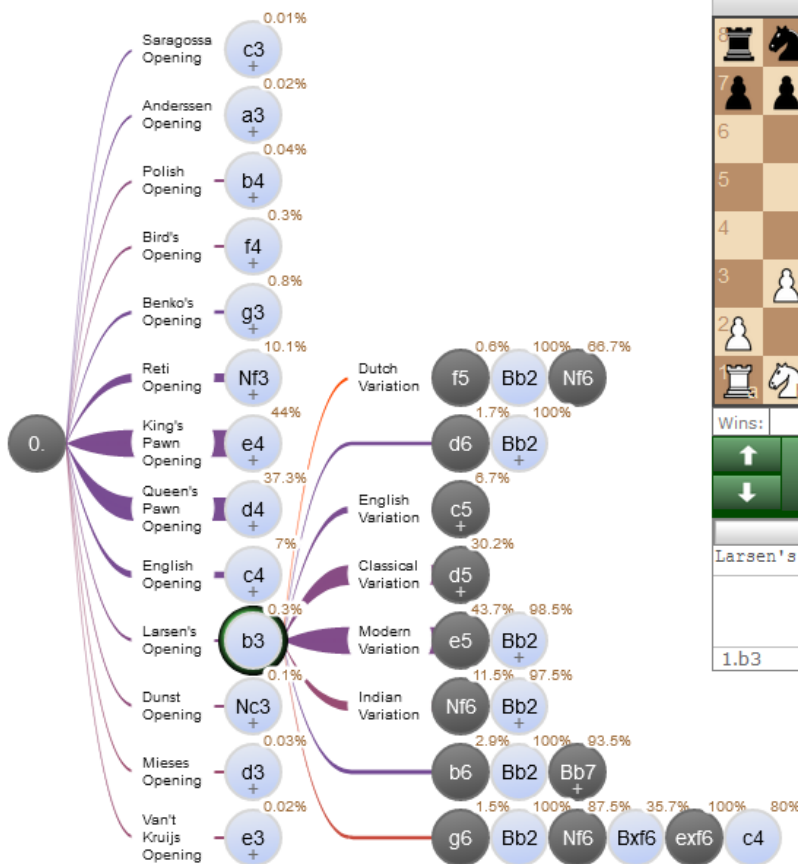 0.
Saragossa
Opening
c3
+
0.01%
Anderssen
Opening
a3
+
0.02%
Polish
Opening
b4
+
0.04%
Bird's
Opening
f4
+
0.3%
Benko's
Opening
g3
+
0.8%
Reti
Opening
Nf3
+
10.1%
King's
Pawn
Opening
e4
+
44%
Queen's
Pawn
Opening
d4
+
37.3%
English
Opening
c4
+
7%
Larsen's
Opening
b3
0.3%
Dunst
Opening
Nc3
+
0.1%
Mieses
Opening
d3
+
0.03%
Van't
Kruijs
Opening
e3
+
0.02%
Dutch
Variation
f5 0.6% Bb2 100% Nf6 66.7%
d6 1.7% Bb2 100%
+
English
Variation
c5 6.7%
+
Classical
Variation
d5 30.2%
+
Modern
Variation
e5 43.7% Bb2 98.5%
+
Indian
Variation
Nf6 11.5% Bb2 97.5%
+
b6 2.9% Bb2 100% Bb7 93.5%
+
g6 1.5% Bb2 100% Nf6 87.5% Bxf6 35.7% exf6 100% c4 80%
8
7
6
5
4
3
2
1
a
Wins:
Larsen's
1.b3